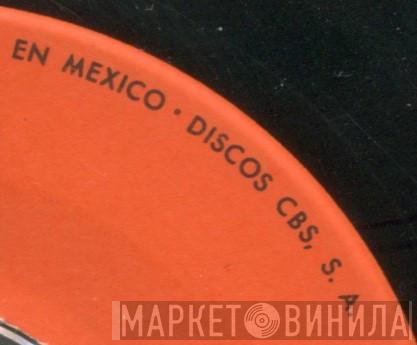 EN MEXICO · DISCOS CBS, S. A.
МАРКЕТ ВИНИЛА